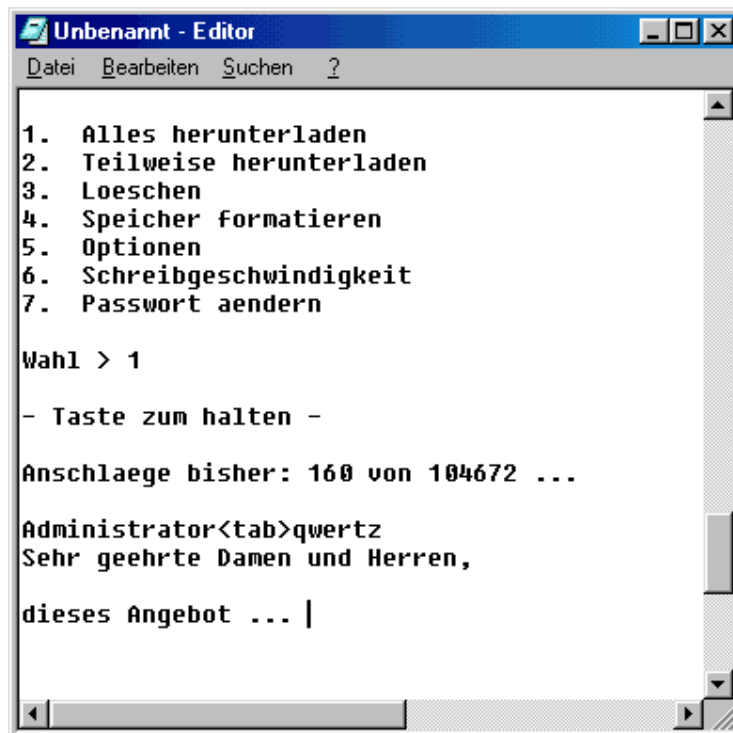 Unbenannt - Editor
Datei Bearbeiten Suchen ?
1. Alles herunterladen
2. Teilweise herunterladen
3. Loeschen
4. Speicher formatieren
5. Optionen
6. Schreibgeschwindigkeit
7. Passwort aendern
Wahl > 1
- Taste zum halten -
Anschlaege bisher: 160 von 104672 ...
Administrator<tab>qwertz
Sehr geehrte Damen und Herren,
dieses Angebot ...